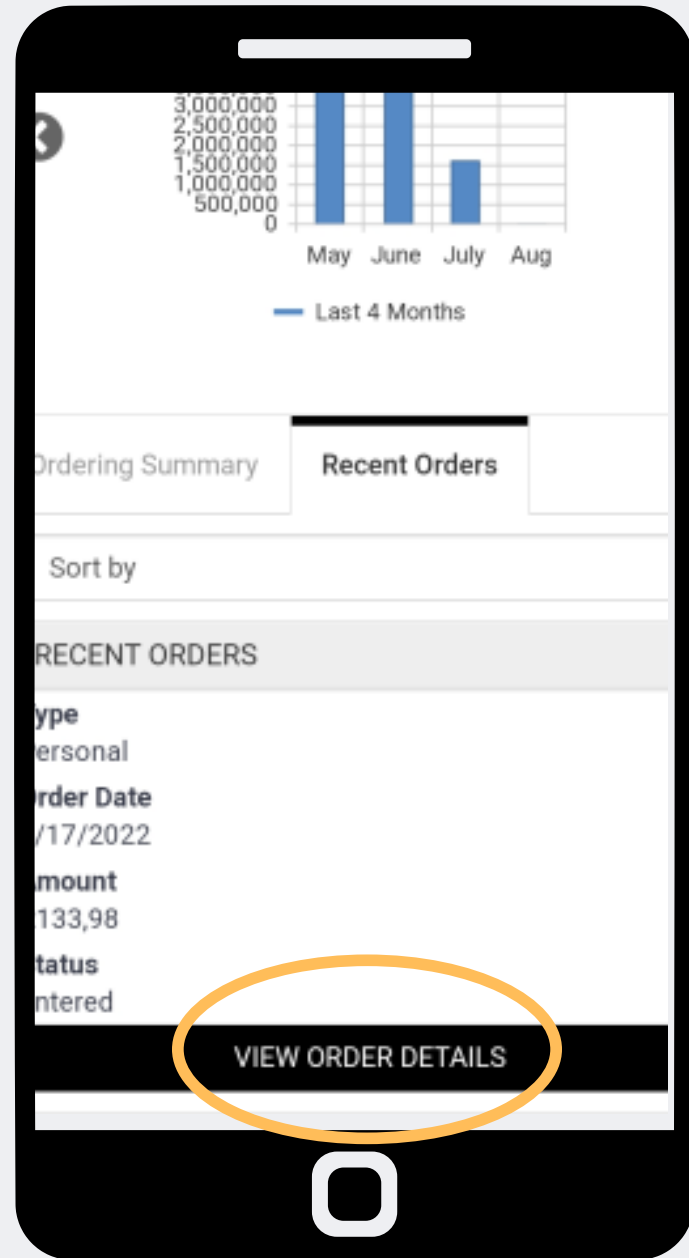 3,000,000
2,500,000
2,000,000
1,500,000
1,000,000
500,000
0
May June July Aug
Last 4 Months
Ordering Summary Recent Orders
Sort by
RECENT ORDERS
ype
ersonal
rder Date
/17/2022
mount
133,98
tatus
ntered
VIEW ORDER DETAILS